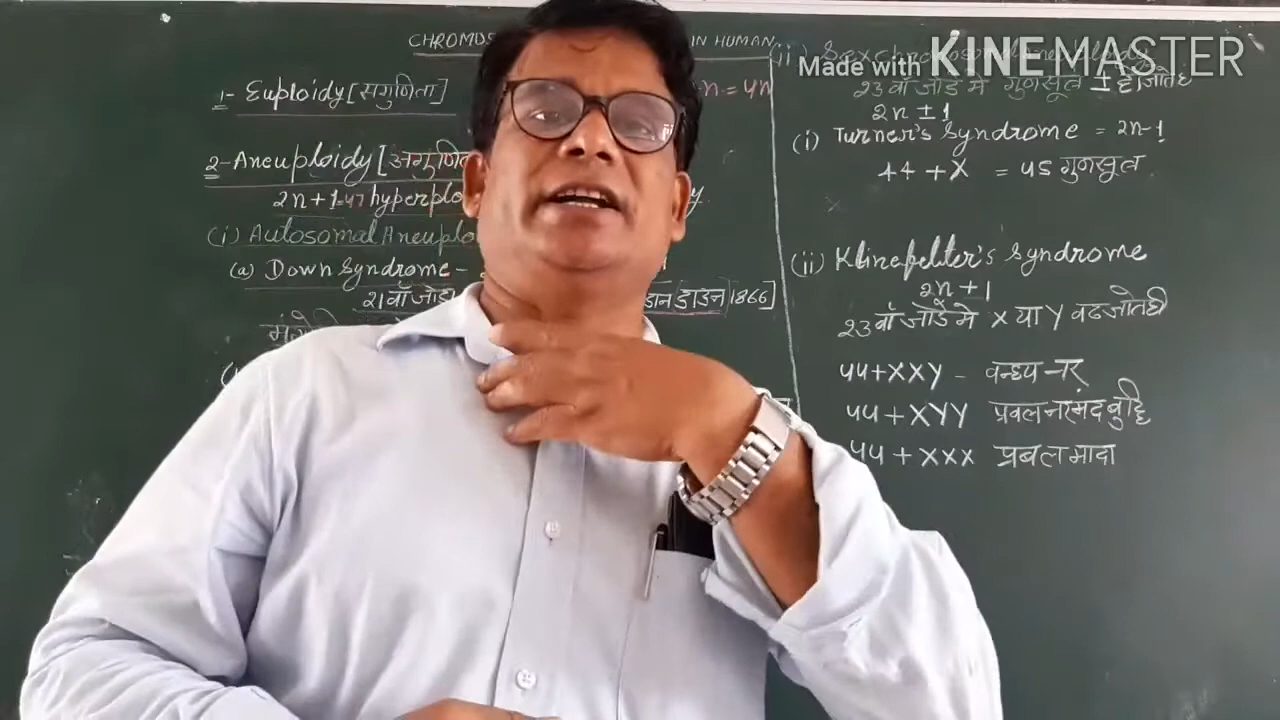 CHROMOS IN HUMAN
1- Euploidy [सगुणिता] n = 4n
2- Aneuploidy [अगुणि
2n+1=47 hyperplo y.
(i) Autosomal Aneuplo
(a) Down Syndrome -
21वाँ जोड़ा डाउन] 1866]
(ii) Sex chromosomal
23वाँ जोड़े में गुणसूत्र ± हो जाते है
2n ± 1
(i) Turner's Syndrome = 2n-1
44 + X = 45 गुणसूत्र
(ii) Klinefelter's Syndrome
2n + 1
23वाँ जोड़े में X या Y बढ़ जाते है
44+XXY - वन्ध्य नर
44+XYY प्रबल नर मंद बुद्धि
44+XXX प्रबल मादा
Made with KINEMASTER